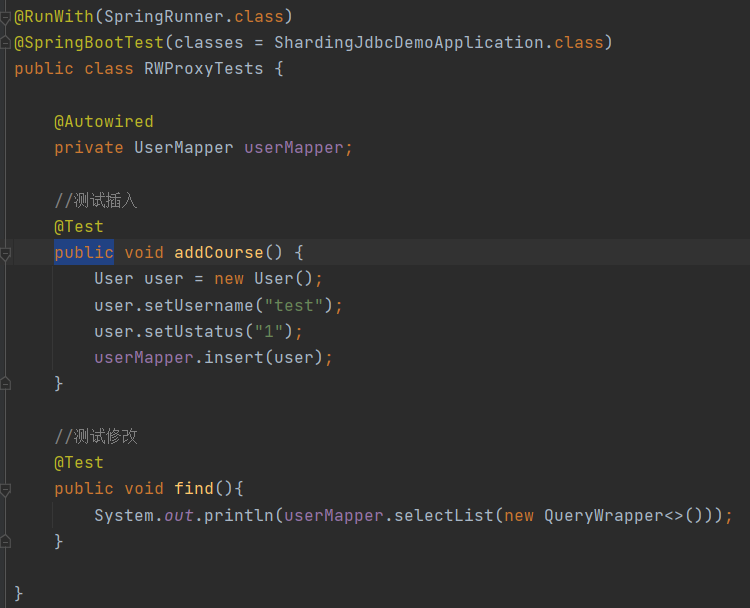 @RunWith(SpringRunner.class)
@SpringBootTest(classes = ShardingJdbcDemoApplication.class)
public class RWProxyTests {
@Autowired
private UserMapper userMapper;
//测试插入
@Test
public void addCourse() {
User user = new User();
user.setUsername("test");
user.setUstatus("1");
userMapper.insert(user);
}
//测试修改
@Test
public void find(){
System.out.println(userMapper.selectList(new QueryWrapper<>()));
}
}